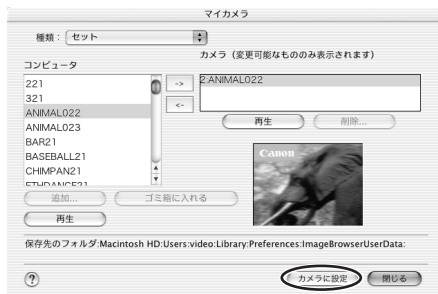 マイカメラ
種類： セット
コンピュータ
カメラ（変更可能なもののみ表示されます）
221
321
ANIMAL022
ANIMAL023
BAR21
BASEBALL21
CHIMPAN21
ETHDANCE21
->
<-
2:ANIMAL022
再生
削除...
Canon
追加...
ゴミ箱に入れる
再生
保存先のフォルダ:Macintosh HD:Users:video:Library:Preferences:ImageBrowserUserData:
?
カメラに設定
閉じる